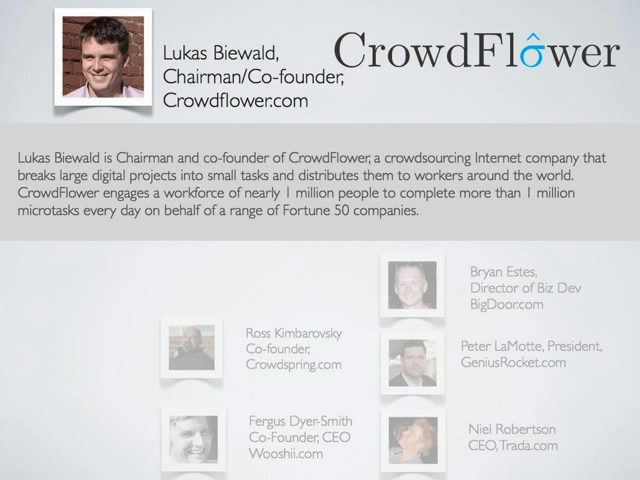 Lukas Biewald,
Chairman/Co-founder,
Crowdflower.com
CrowdFlσ̂wer
Lukas Biewald is Chairman and co-founder of CrowdFlower, a crowdsourcing Internet company that
breaks large digital projects into small tasks and distributes them to workers around the world.
CrowdFlower engages a workforce of nearly 1 million people to complete more than 1 million
microtasks every day on behalf of a range of Fortune 50 companies.
Bryan Estes,
Director of Biz Dev
BigDoor.com
Ross Kimbarovsky
Co-founder,
Crowdspring.com
Peter LaMotte, President,
GeniusRocket.com
Fergus Dyer-Smith
Co-Founder, CEO
Wooshii.com
Niel Robertson
CEO, Trada.com